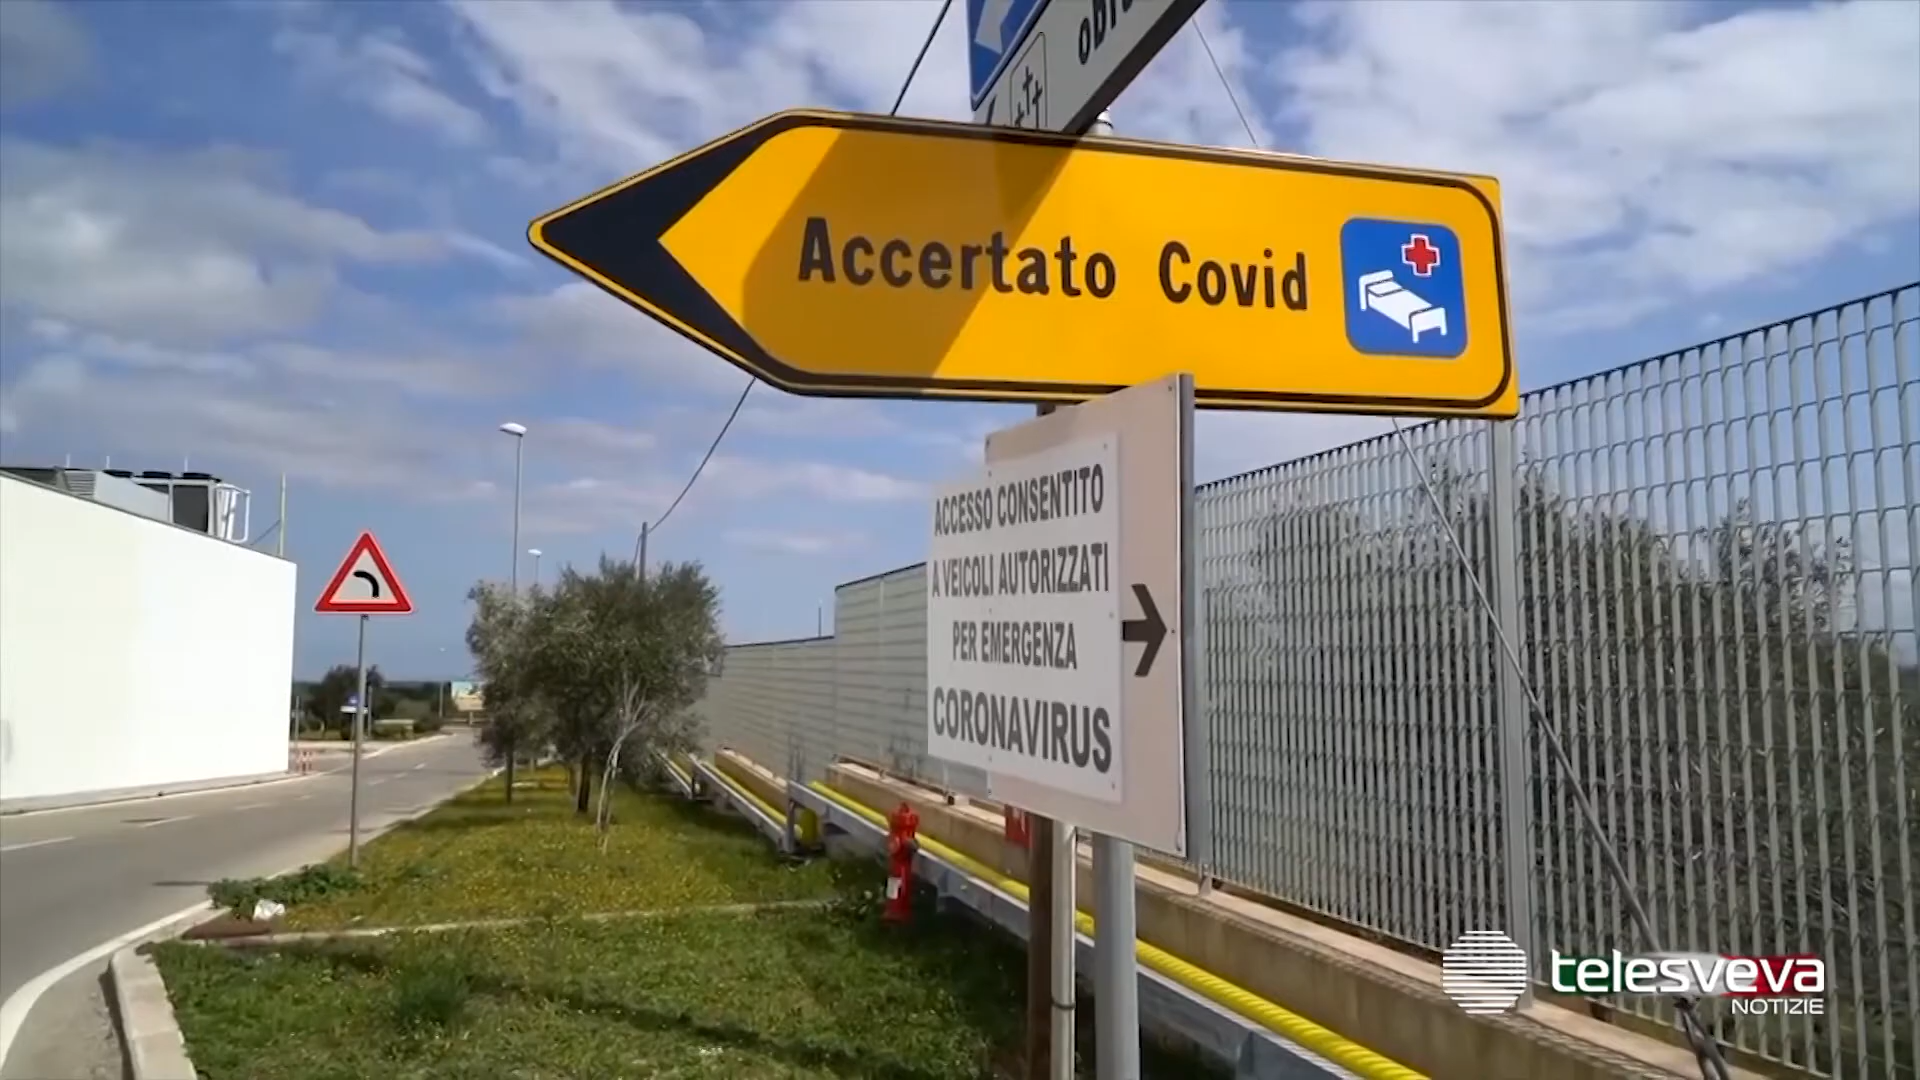 Accertato Covid
ACCESSO CONSENTITO
A VEICOLI AUTORIZZATI
PER EMERGENZA
CORONAVIRUS
telesveva
NOTIZIE